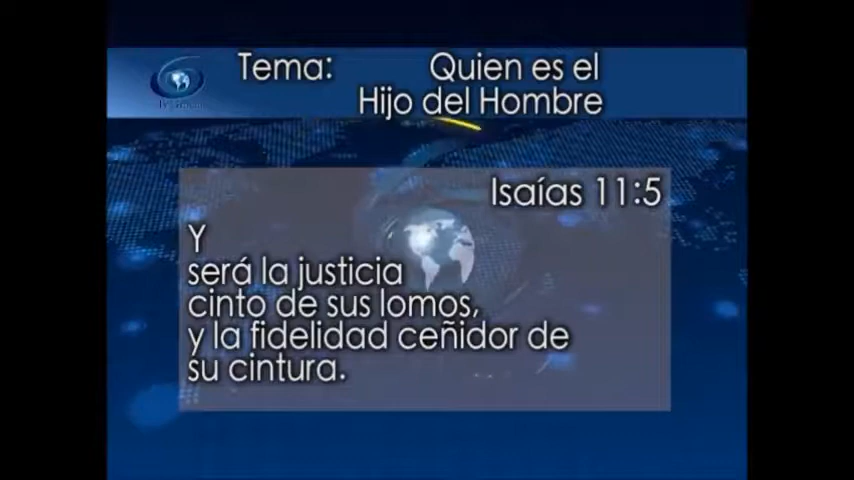 Tema: Quien es el
Hijo del Hombre
Isaías 11:5
Y
será la justicia
cinto de sus lomos,
y la fidelidad ceñidor de
su cintura.